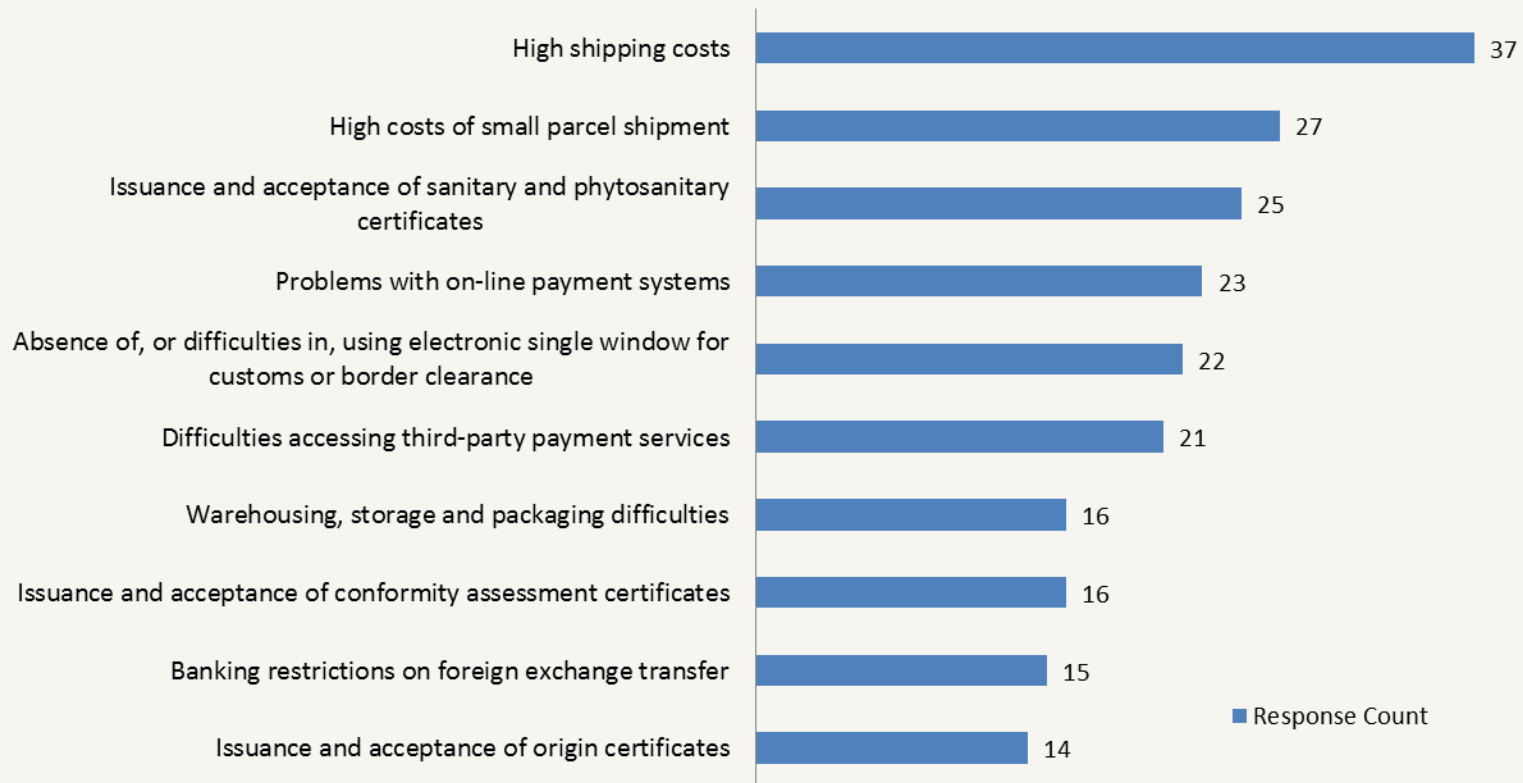 High shipping costs
37
High costs of small parcel shipment
27
Issuance and acceptance of sanitary and phytosanitary
certificates
25
Problems with on-line payment systems
23
Absence of, or difficulties in, using electronic single window for
customs or border clearance
22
Difficulties accessing third-party payment services
21
Warehousing, storage and packaging difficulties
16
Issuance and acceptance of conformity assessment certificates
16
Banking restrictions on foreign exchange transfer
15
Response Count
Issuance and acceptance of origin certificates
14